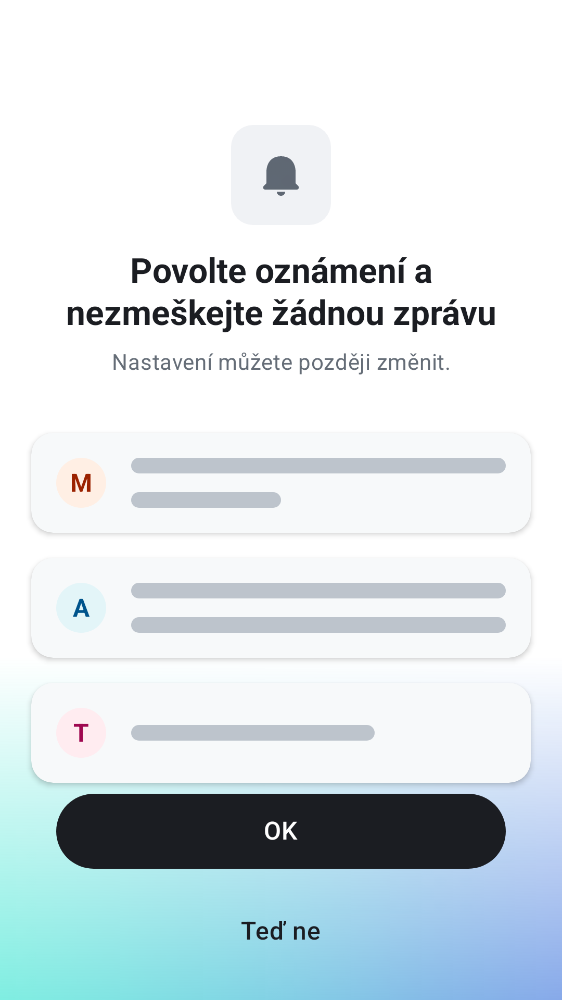 Povolte oznámení a
nezmeškejte žádnou zprávu
Nastavení můžete později změnit.
M
A
T
OK
Teď ne